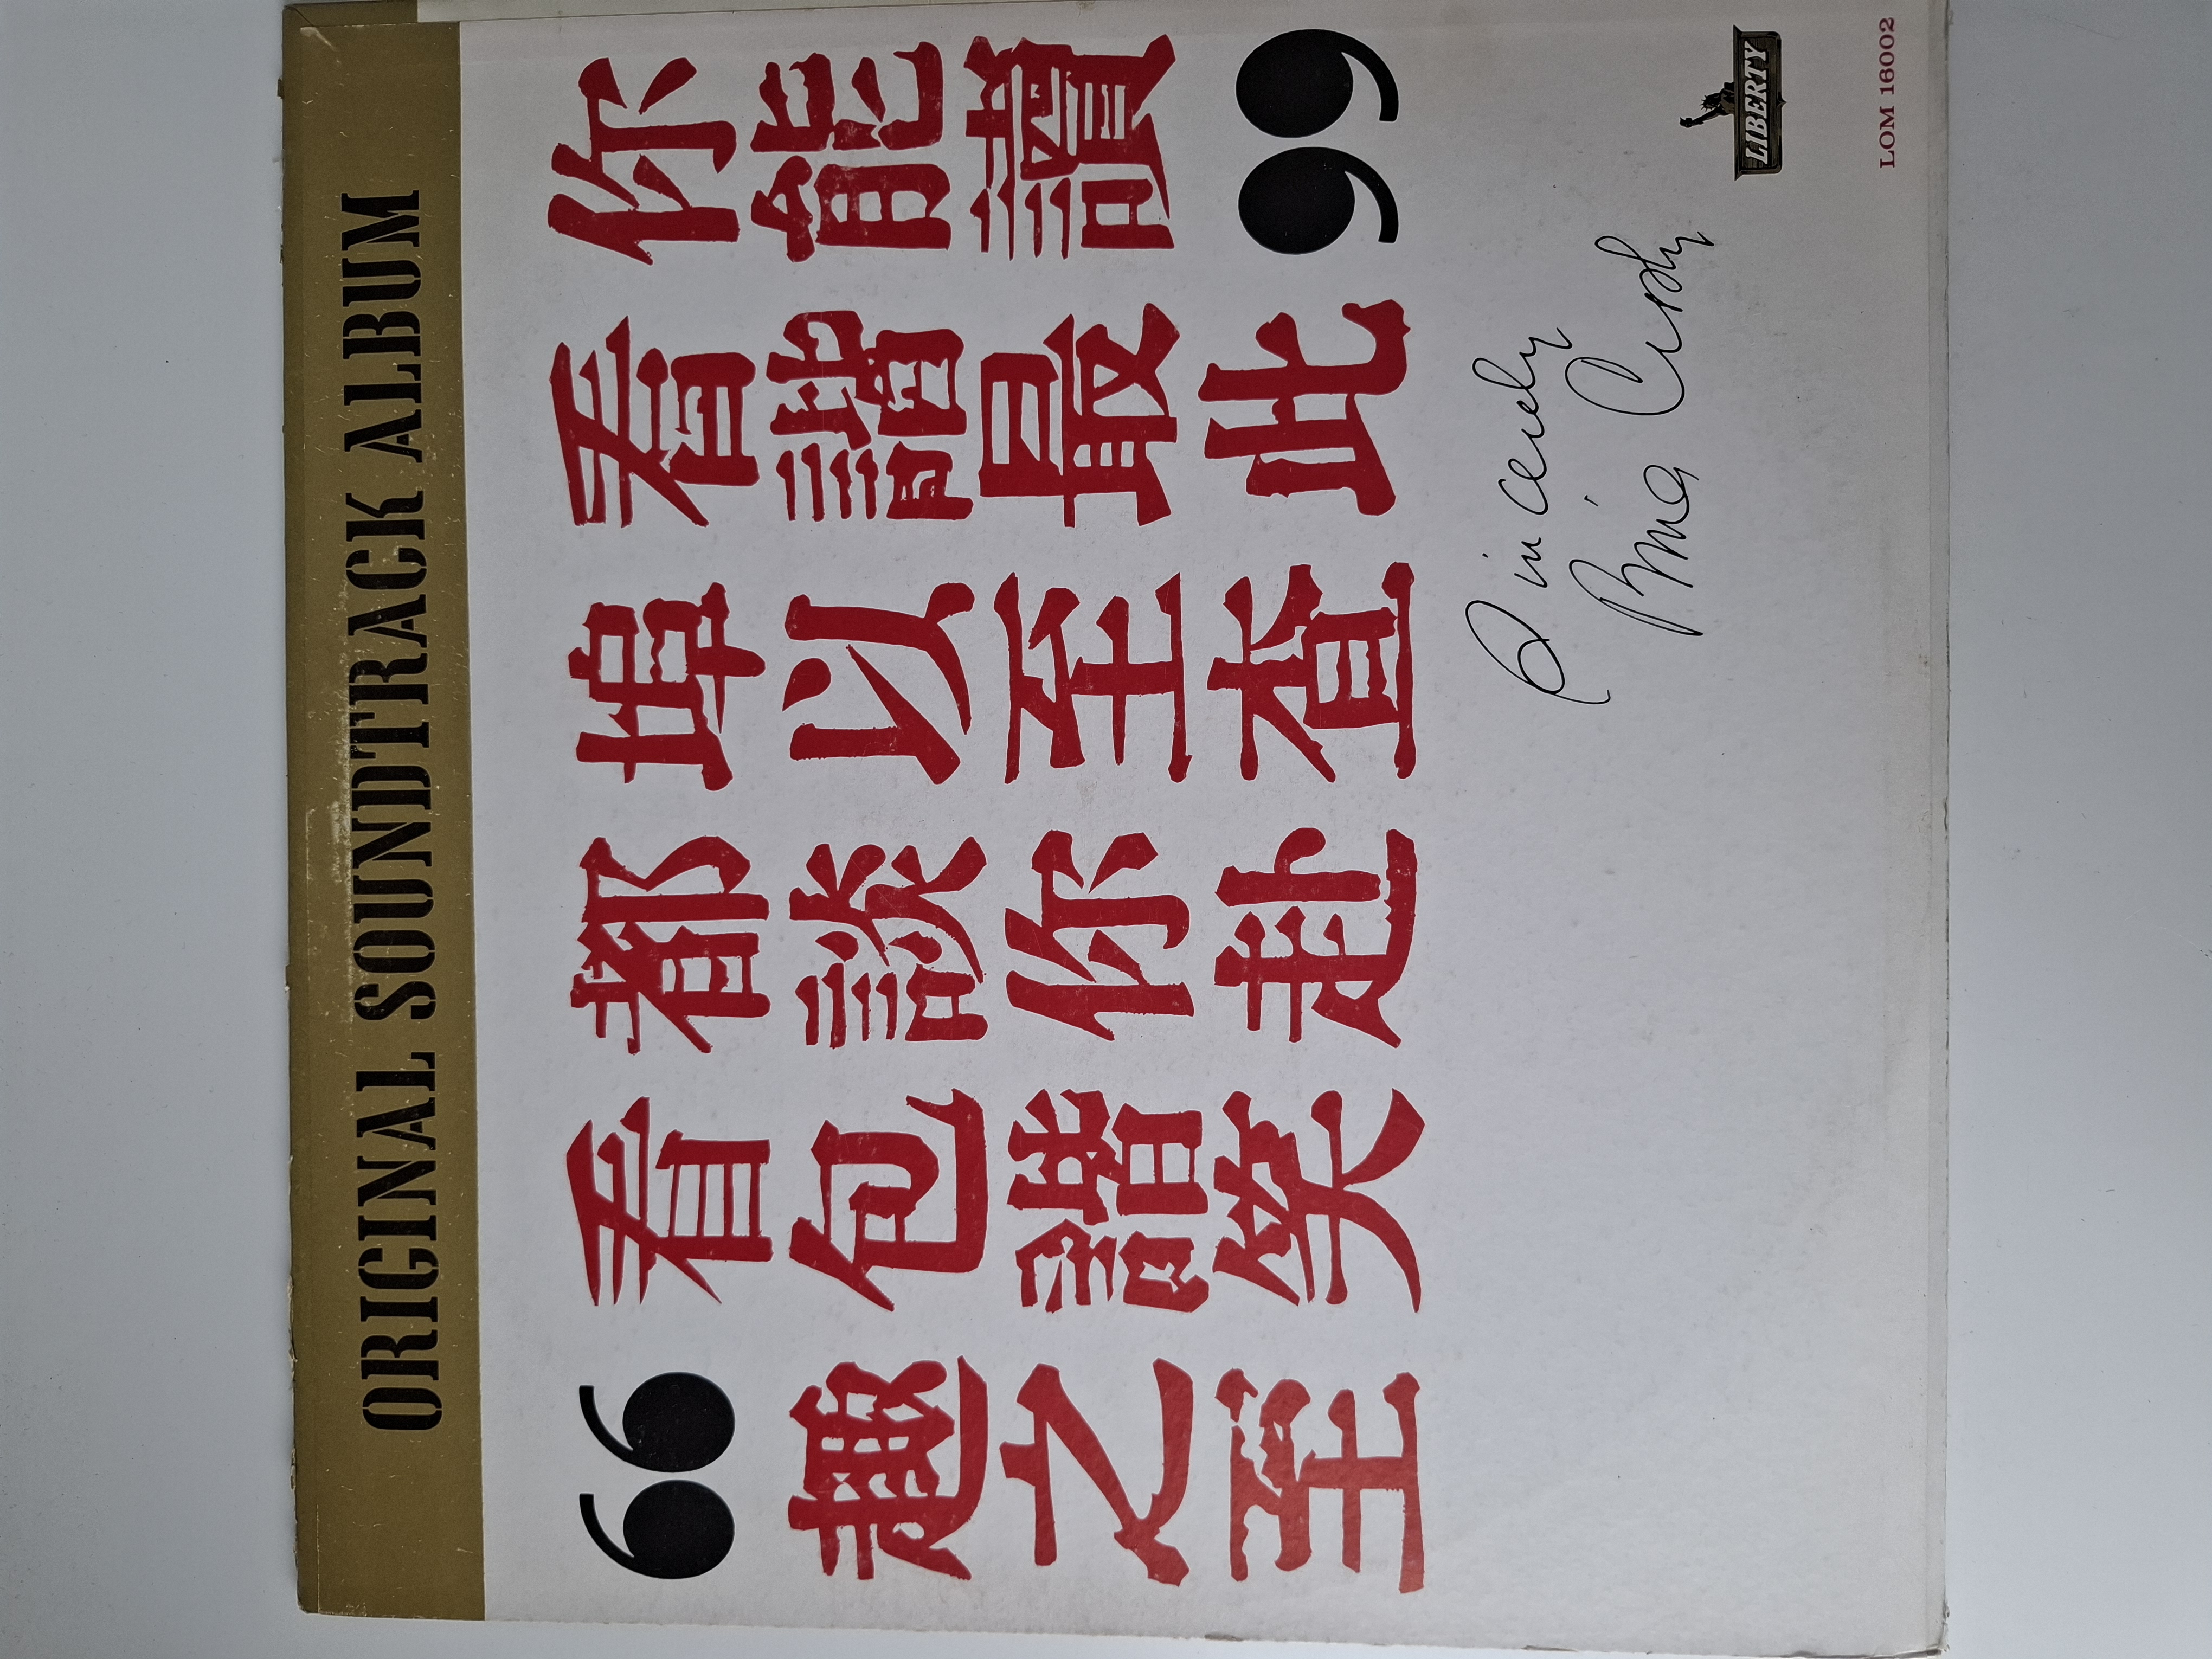 ORIGINAL SOUNDTRACK ALBUM
“看都埠看你
趣包談以諧能
之諧你至最讀
至笑赴查此”
Sincerely
Bing Crosby
LIBERTY
LOM 16002